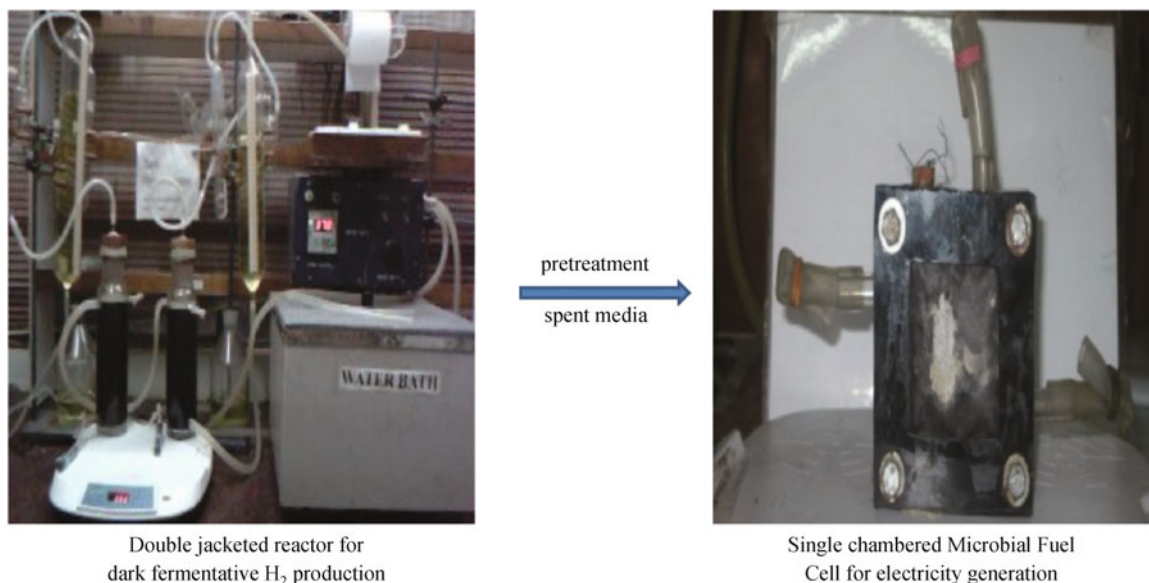 WATER BATH
pretreatment
spent media
Double jacketed reactor for
dark fermentative H₂ production
Single chambered Microbial Fuel
Cell for electricity generation